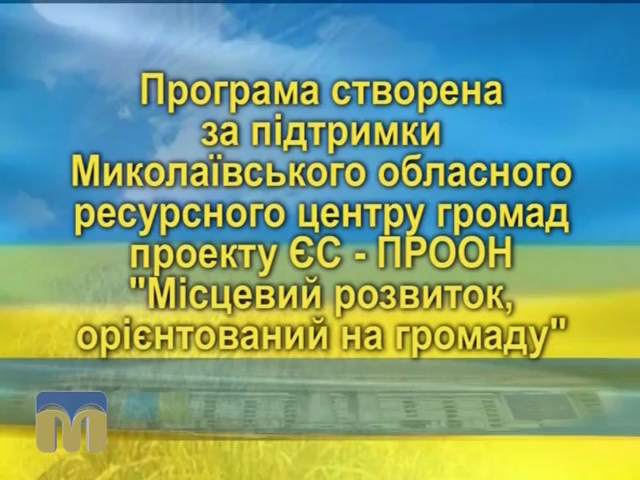 Програма створена
за підтримки
Миколаївського обласного
ресурсного центру громад
проекту ЄС - ПРООН
"Місцевий розвиток,
орієнтований на громаду"
М